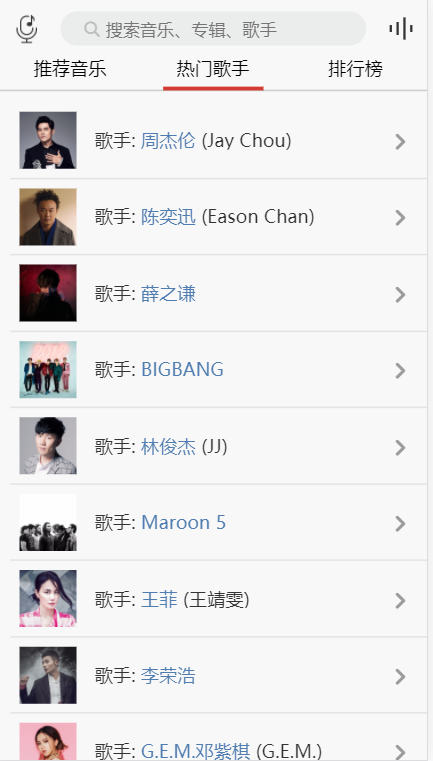 搜索音乐、专辑、歌手
推荐音乐 热门歌手 排行榜
歌手: 周杰伦 (Jay Chou)
歌手: 陈奕迅 (Eason Chan)
歌手: 薛之谦
歌手: BIGBANG
歌手: 林俊杰 (JJ)
歌手: Maroon 5
歌手: 王菲 (王靖雯)
歌手: 李荣浩
歌手: G.E.M.邓紫棋 (G.E.M.)